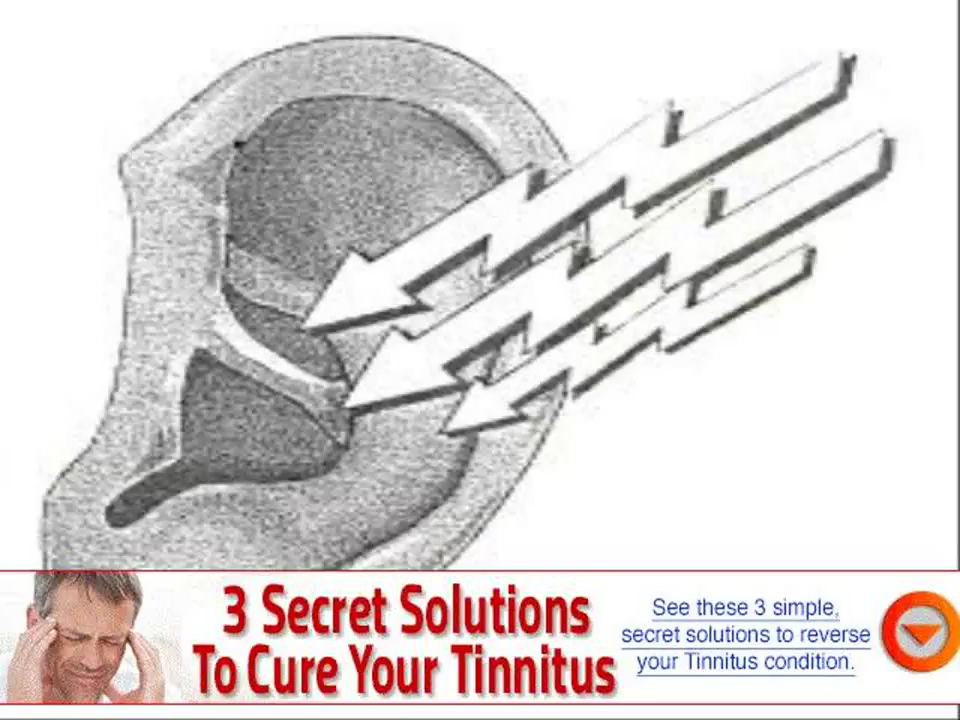 3 Secret Solutions
To Cure Your Tinnitus
See these 3 simple,
secret solutions to reverse
your Tinnitus condition.